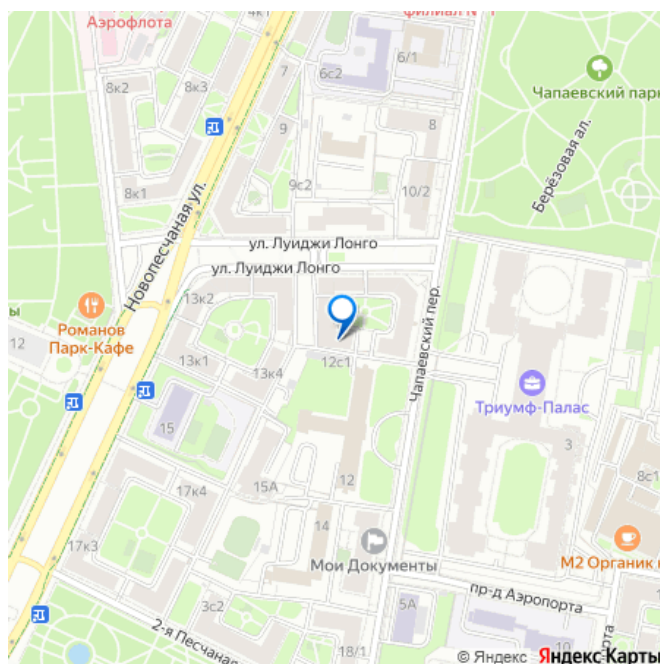 4к1
филиал №
Аэрофлота
6/1
6с2
7
8к2
8к3
Чапаевский парк
8
9
Берёзовая ал.
8к1
9с2
10/2
Новопесчаная ул.
ул. Луиджи Лонго
ул. Луиджи Лонго
13к2
Чапаевский пер.
Романов
Парк-Кафе
12
13к1
12с1
13к4
Триумф-Палас
15
3
8с1
17к4
15А
12
14
17к3
Мои Документы
М2 Органик
пр-д Аэропорта
3с2
5А
2-я Песчаная
18/1
10
© Яндекс Яндекс Карты